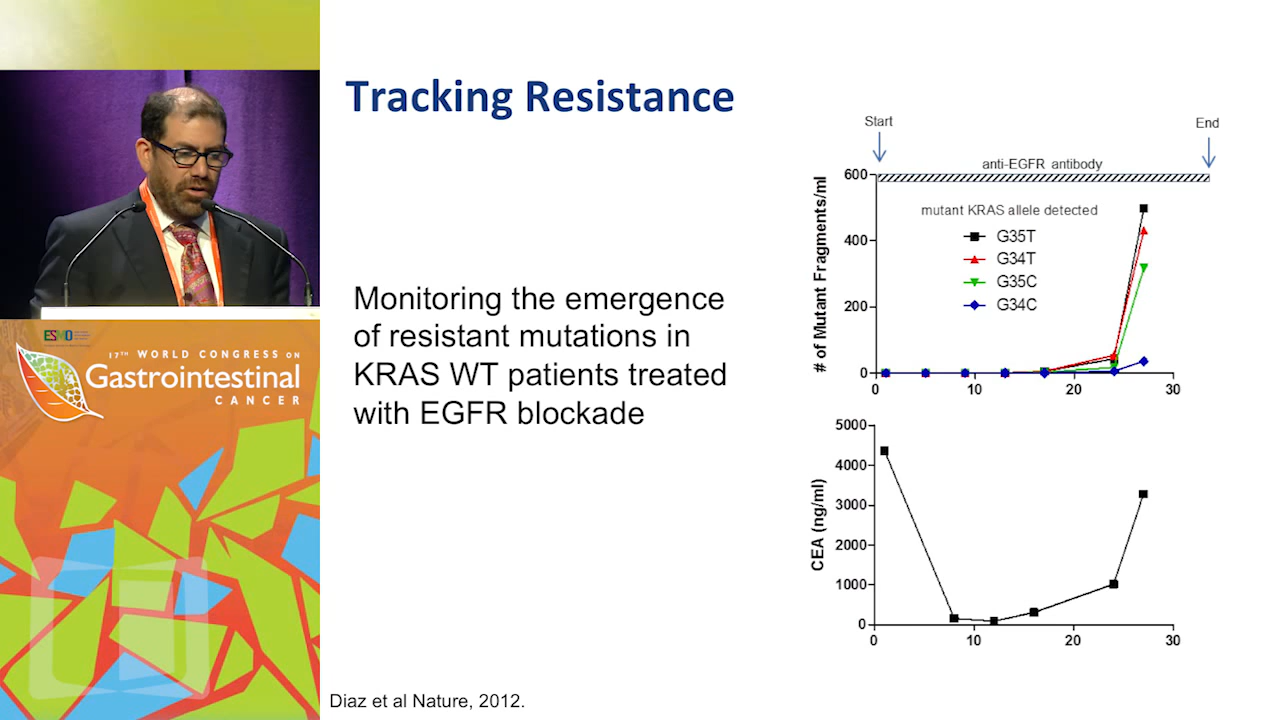 Tracking Resistance
Monitoring the emergence
of resistant mutations in
KRAS WT patients treated
with EGFR blockade
Start
End
anti-EGFR antibody
mutant KRAS allele detected
G35T
G34T
G35C
G34C
# of Mutant Fragments/ml
600
400
200
0
0
10
20
30
CEA (ng/ml)
5000
4000
3000
2000
1000
0
0
10
20
30
Diaz et al Nature, 2012.
ESMO
17TH WORLD CONGRESS ON
Gastrointestinal
CANCER